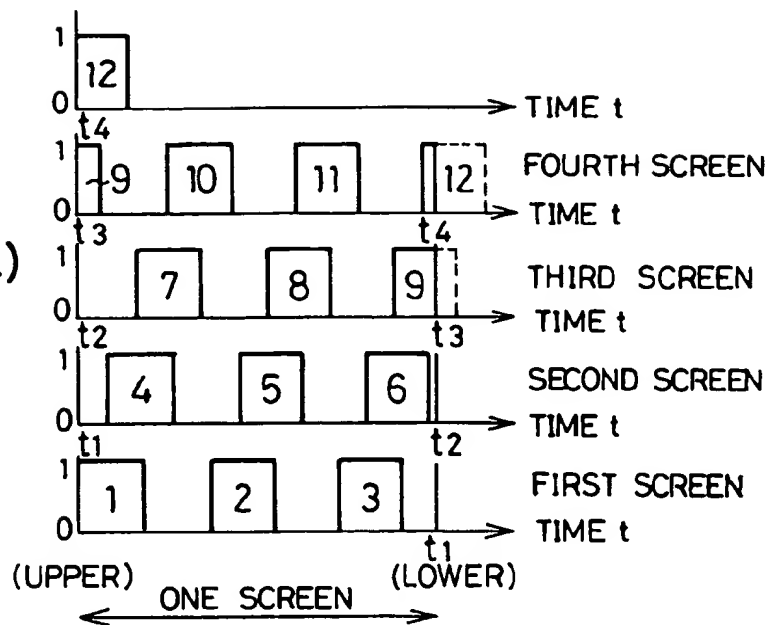 1
12
0
TIME t
t4
1
~9 10 11 12 FOURTH SCREEN
0
TIME t
t3 t4
1
7 8 9 THIRD SCREEN
0
TIME t
t2 t3
1
4 5 6 SECOND SCREEN
0
TIME t
t1 t2
1
1 2 3 FIRST SCREEN
0
TIME t
t1
(UPPER) (LOWER)
ONE SCREEN